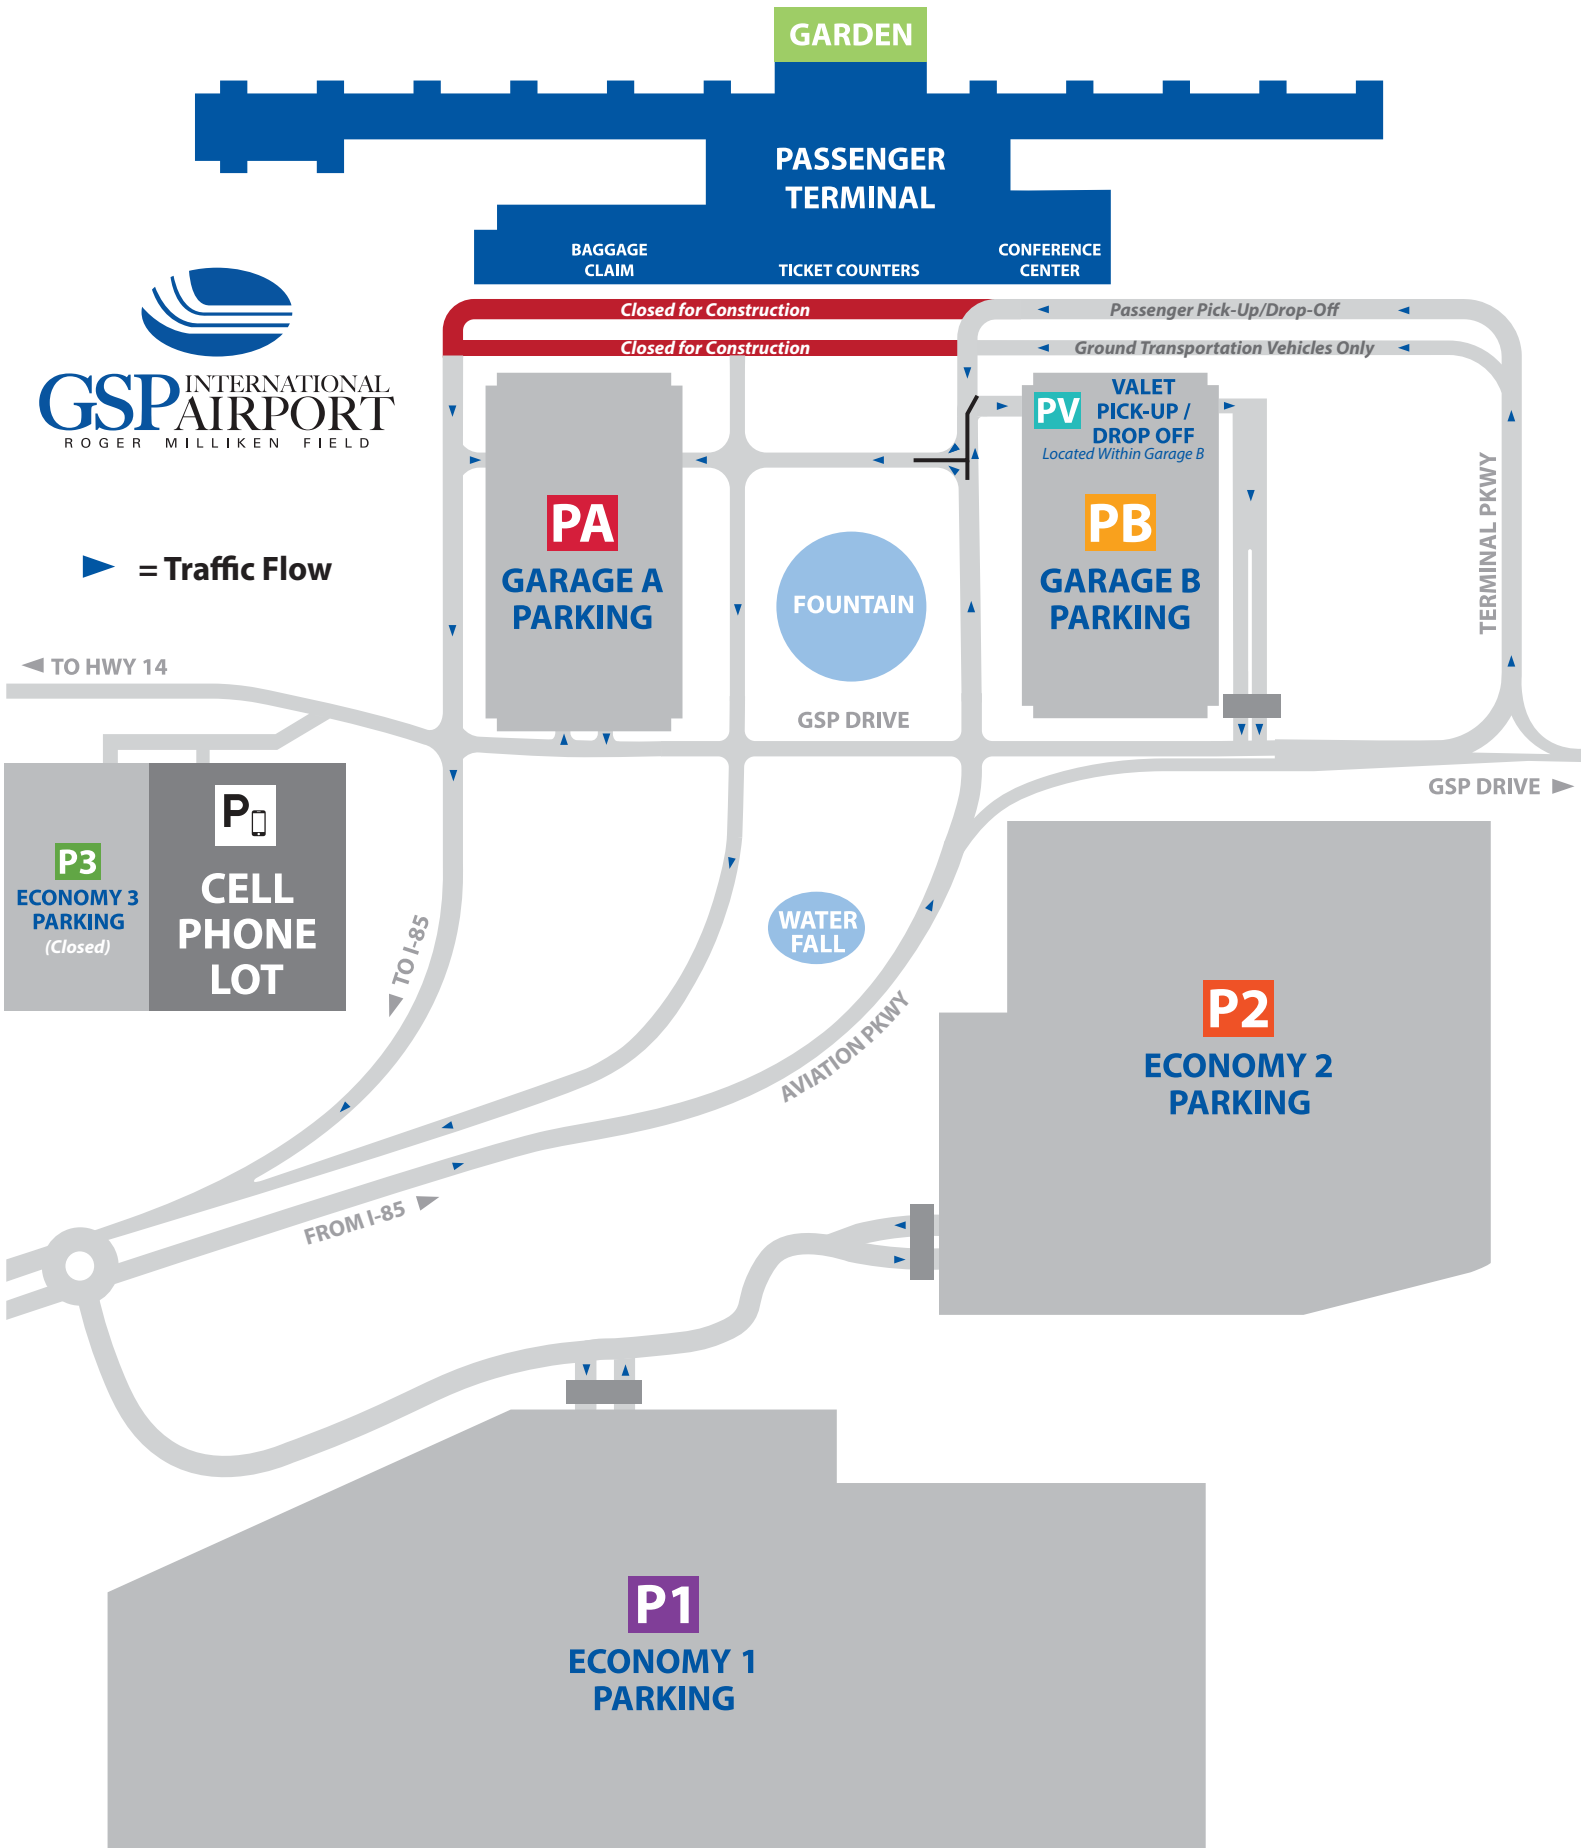 GARDEN
PASSENGER
TERMINAL
BAGGAGE
CLAIM
TICKET COUNTERS
CONFERENCE
CENTER
GSP INTERNATIONAL
AIRPORT
ROGER MILLIKEN FIELD
Closed for Construction
Passenger Pick-Up/Drop-Off
Closed for Construction
Ground Transportation Vehicles Only
PV
VALET
PICK-UP /
DROP OFF
Located Within Garage B
PA
GARAGE A
PARKING
PB
GARAGE B
PARKING
TERMINAL PKWY
= Traffic Flow
FOUNTAIN
TO HWY 14
GSP DRIVE
GSP DRIVE
P
P3
ECONOMY 3
PARKING
(Closed)
CELL
PHONE
LOT
TO I-85
WATER
FALL
AVIATION PKWY
P2
ECONOMY 2
PARKING
FROM I-85
P1
ECONOMY 1
PARKING